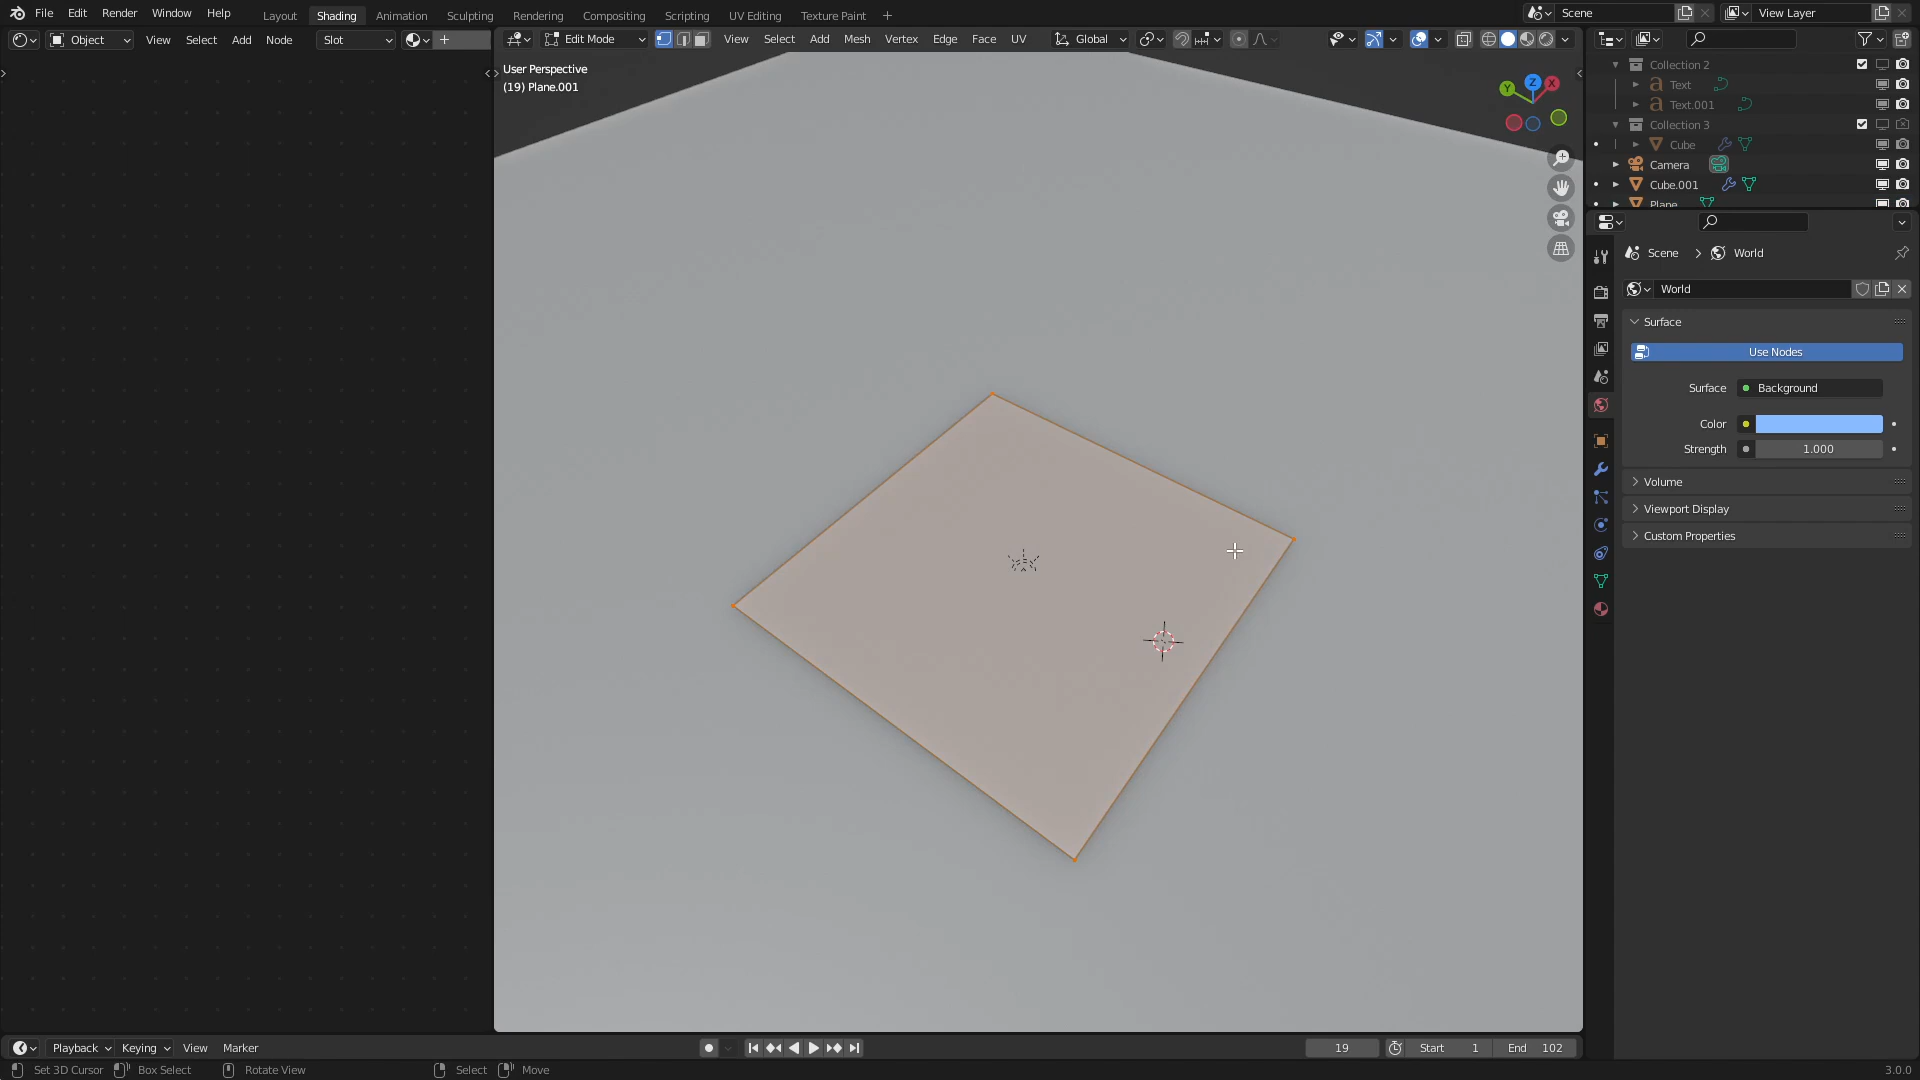 File Edit Render Window Help Layout Shading Animation Sculpting Rendering Compositing Scripting UV Editing Texture Paint + Scene View Layer
Object View Select Add Node Slot
Edit Mode View Select Add Mesh Vertex Edge Face UV Global
User Perspective
(19) Plane.001
Z
X
Y
Collection 2
Text
Text.001
Collection 3
Cube
Camera
Cube.001
Plane
Scene > World
World
Surface
Use Nodes
Surface Background
Color
Strength 1.000
Volume
Viewport Display
Custom Properties
Playback Keying View Marker 19 Start 1 End 102
Set 3D Cursor Box Select Rotate View Select Move 3.0.0